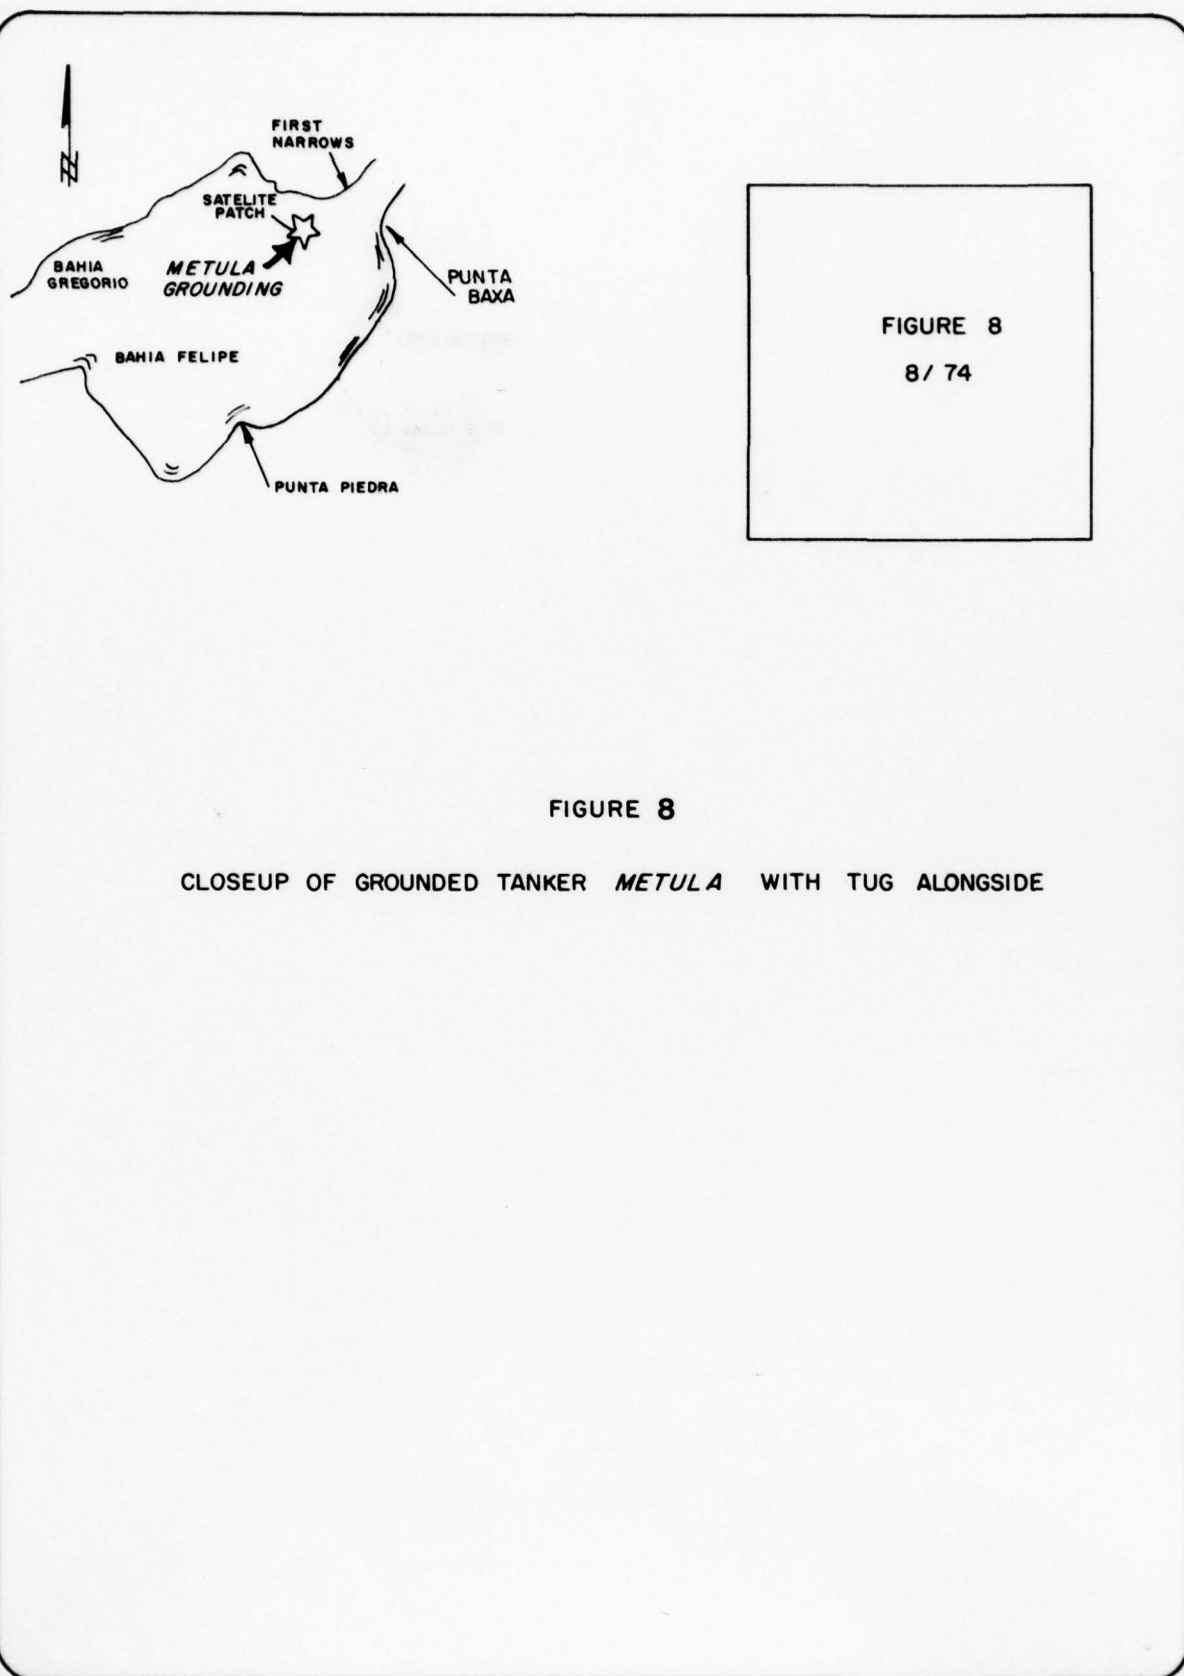 FIRST
NARROWS
SATELITE
PATCH
BAHIA
GREGORIO
METULA
GROUNDING
PUNTA
BAXA
BAHIA FELIPE
PUNTA PIEDRA
FIGURE 8
8/ 74
FIGURE 8
CLOSEUP OF GROUNDED TANKER METULA WITH TUG ALONGSIDE